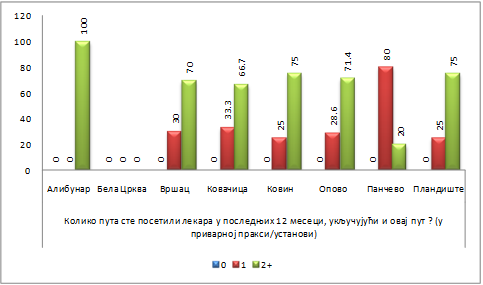 120
100
80
60
40
20
0
0 0 100
0 0 0
0 30 70
0 33.3 66.7
0 25 75
0 28.6 71.4
0 80 20
0 25 75
Алибунар Бела Црква Вршац Ковачица Ковин Опово Панчево Пландиште
Колико пута сте посетили лекара у последњих 12 месеци, укључујући и овај пут ? (у
приварној пракси/установи)
0 1 2+